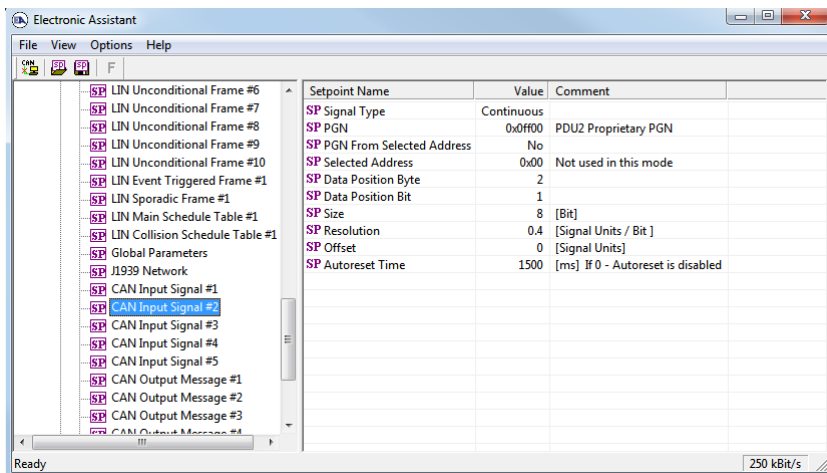 Electronic Assistant
File View Options Help
CAN SP SP F
SP LIN Unconditional Frame #6
SP LIN Unconditional Frame #7
SP LIN Unconditional Frame #8
SP LIN Unconditional Frame #9
SP LIN Unconditional Frame #10
SP LIN Event Triggered Frame #1
SP LIN Sporadic Frame #1
SP LIN Main Schedule Table #1
SP LIN Collision Schedule Table #1
SP Global Parameters
SP J1939 Network
SP CAN Input Signal #1
SP CAN Input Signal #2
SP CAN Input Signal #3
SP CAN Input Signal #4
SP CAN Input Signal #5
SP CAN Output Message #1
SP CAN Output Message #2
SP CAN Output Message #3
SP CAN Output Message #4
Setpoint Name Value Comment
SP Signal Type Continuous
SP PGN 0x0ff00 PDU2 Proprietary PGN
SP PGN From Selected Address No
SP Selected Address 0x00 Not used in this mode
SP Data Position Byte 2
SP Data Position Bit 1
SP Size 8 [Bit]
SP Resolution 0.4 [Signal Units / Bit ]
SP Offset 0 [Signal Units]
SP Autoreset Time 1500 [ms] If 0 - Autoreset is disabled
Ready 250 kBit/s